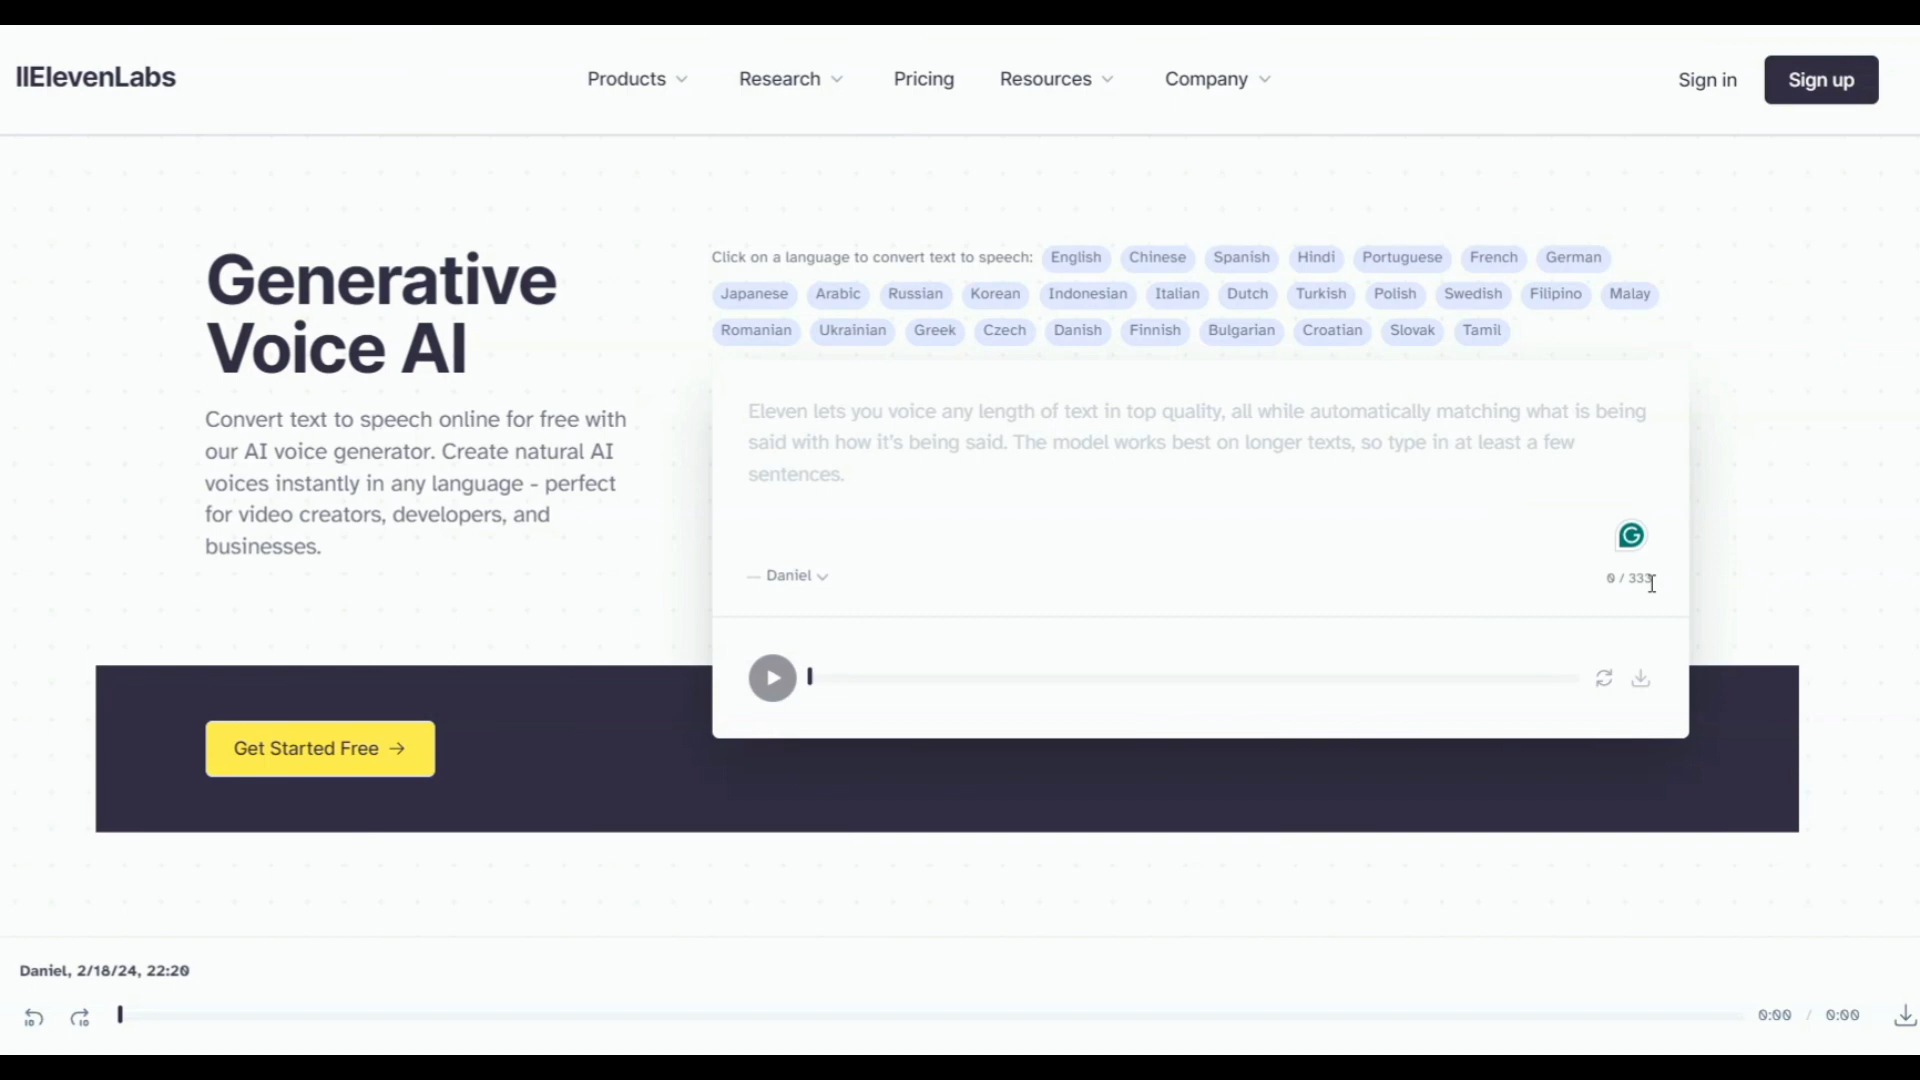 IIElevenLabs
Products
Research
Pricing
Resources
Company
Sign in
Sign up
Generative
Voice AI
Convert text to speech online for free with
our AI voice generator. Create natural AI
voices instantly in any language - perfect
for video creators, developers, and
businesses.
Get Started Free →
Click on a language to convert text to speech: English Chinese Spanish Hindi Portuguese French German
Japanese Arabic Russian Korean Indonesian Italian Dutch Turkish Polish Swedish Filipino Malay
Romanian Ukrainian Greek Czech Danish Finnish Bulgarian Croatian Slovak Tamil
Eleven lets you voice any length of text in top quality, all while automatically matching what is being
said with how it's being said. The model works best on longer texts, so type in at least a few
sentences.
G
— Daniel
0 / 333
Daniel, 2/18/24, 22:20
10
10
0:00 / 0:00